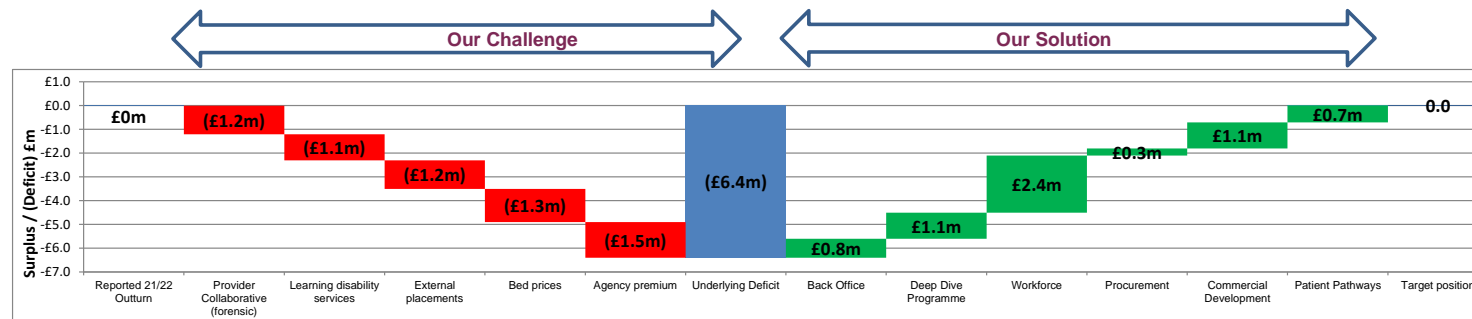 Our Challenge
Our Solution
Surplus / (Deficit) £m
£1.0
£0.0
-£1.0
-£2.0
-£3.0
-£4.0
-£5.0
-£6.0
-£7.0
£0m
(£1.2m)
(£1.1m)
(£1.2m)
(£1.3m)
(£1.5m)
(£6.4m)
£0.8m
£1.1m
£2.4m
£0.3m
£1.1m
£0.7m
0.0
Reported 21/22
Outturn
Provider
Collaborative
(forensic)
Learning disability
services
External
placements
Bed prices
Agency premium
Underlying Deficit
Back Office
Deep Dive
Programme
Workforce
Procurement
Commercial
Development
Patient Pathways
Target position